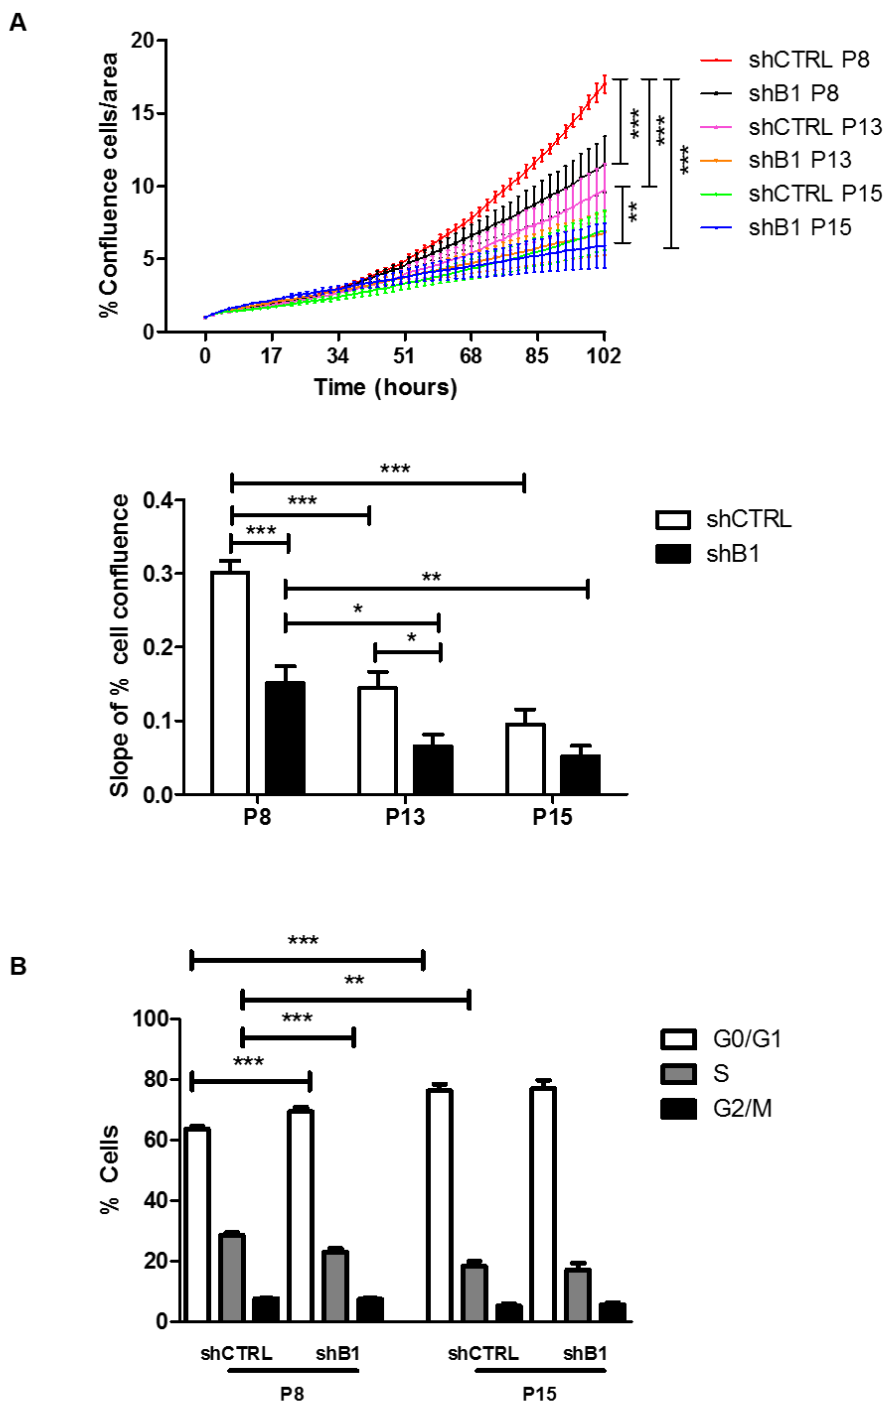 A
% Confluence cells/area
20
15
10
5
0
0 17 34 51 68 85 102
Time (hours)
*** *** *** **
shCTRL P8
shB1 P8
shCTRL P13
shB1 P13
shCTRL P15
shB1 P15
Slope of % cell confluence
0.4
0.3
0.2
0.1
0.0
***
***
***
**
*
*
P8 P13 P15
shCTRL
shB1
B
% Cells
100
80
60
40
20
0
***
**
***
***
G0/G1
S
G2/M
shCTRL shB1 shCTRL shB1
P8 P15